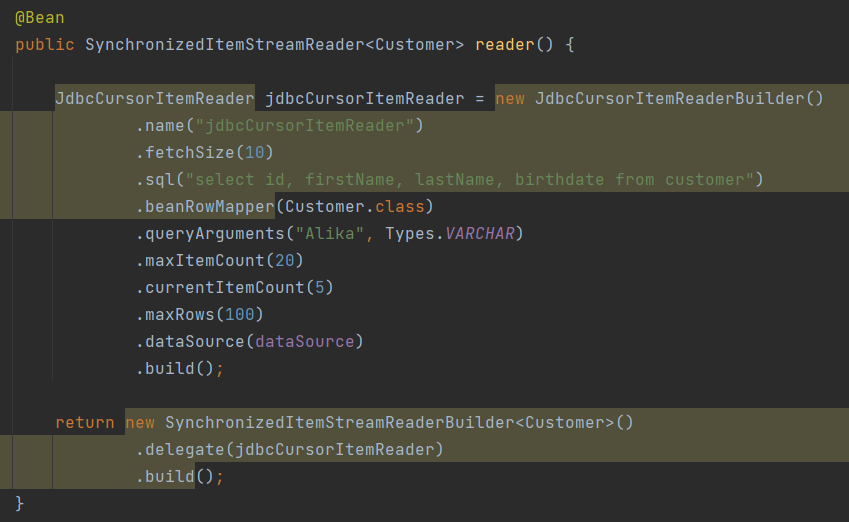 @Bean
public SynchronizedItemStreamReader<Customer> reader() {
JdbcCursorItemReader jdbcCursorItemReader = new JdbcCursorItemReaderBuilder()
.name("jdbcCursorItemReader")
.fetchSize(10)
.sql("select id, firstName, lastName, birthdate from customer")
.beanRowMapper(Customer.class)
.queryArguments("Alika", Types.VARCHAR)
.maxItemCount(20)
.currentItemCount(5)
.maxRows(100)
.dataSource(dataSource)
.build();
return new SynchronizedItemStreamReaderBuilder<Customer>()
.delegate(jdbcCursorItemReader)
.build();
}